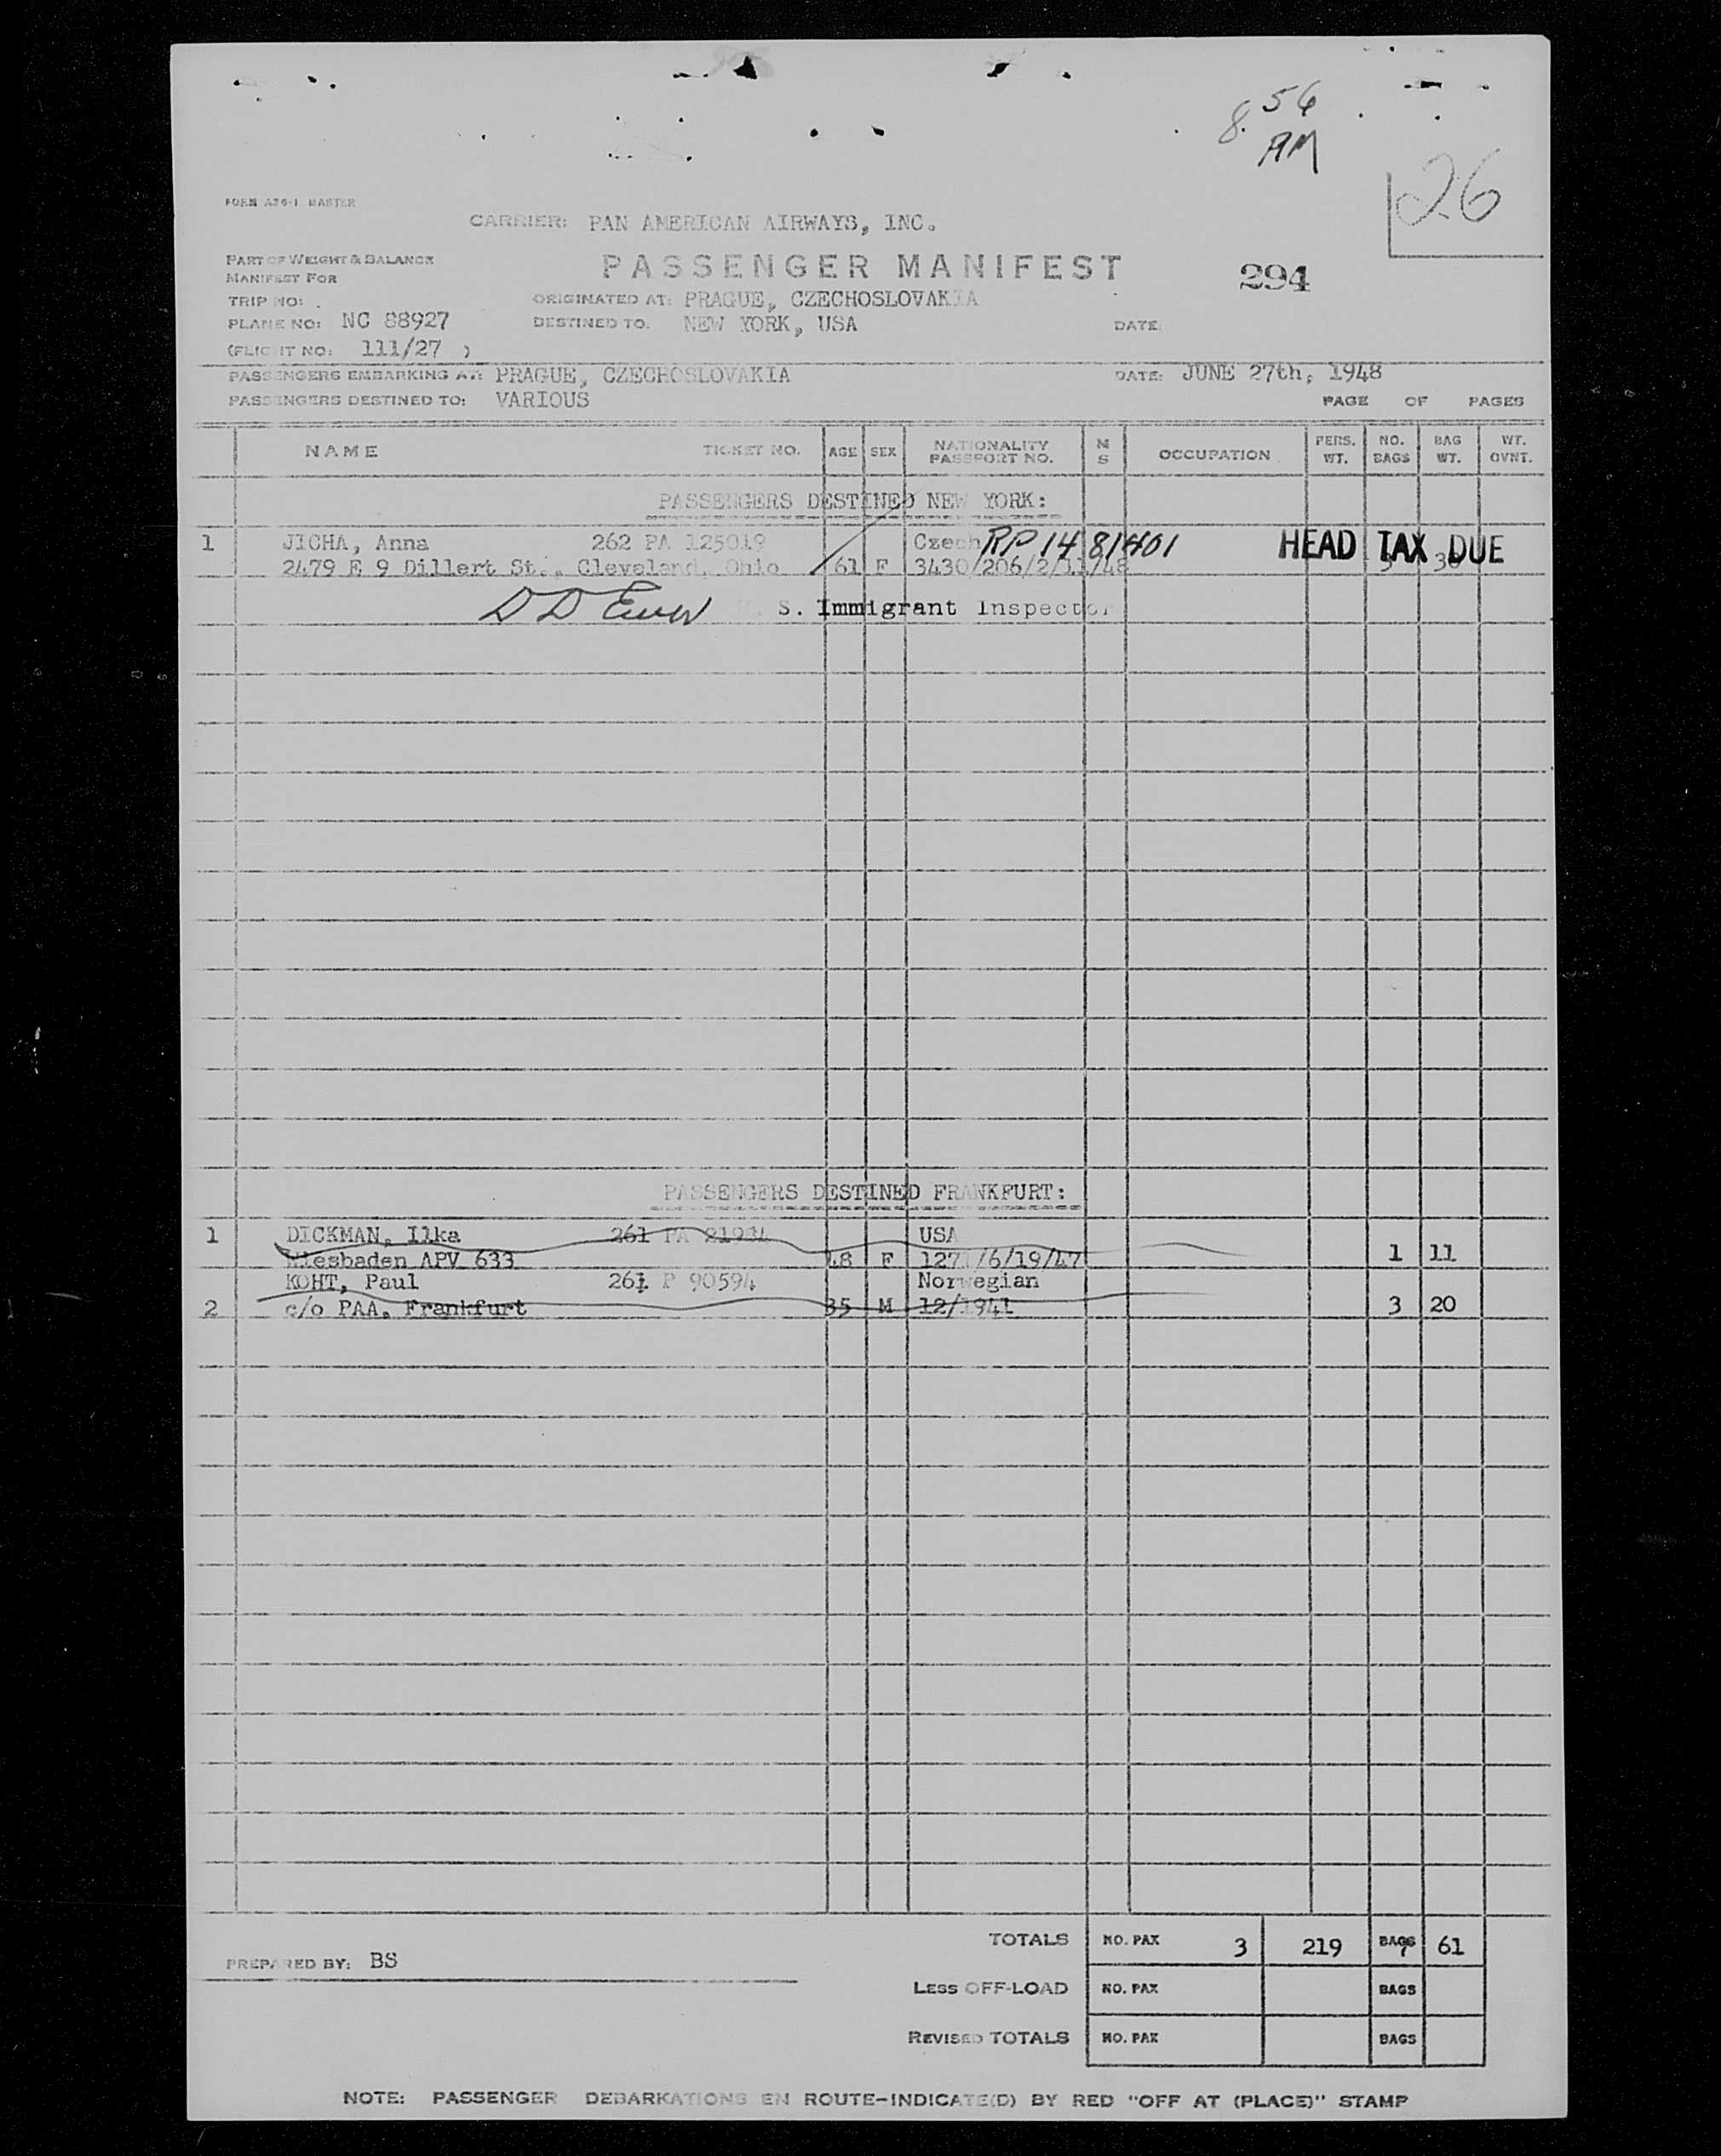 8.56
AM
26
FORM A26-1 MASTER
CARRIER: PAN AMERICAN AIRWAYS, INC.
PART OF WEIGHT & BALANCE
MANIFEST FOR
PASSENGER MANIFEST
294
TRIP NO:
ORIGINATED AT: PRAGUE, CZECHOSLOVAKIA
PLANE NO: NC 88927
DESTINED TO. NEW YORK, USA
DATE:
(FLIGHT NO: 111/27 )
PASSENGERS EMBARKING AT: PRAGUE, CZECHOSLOVAKIA
DATE: JUNE 27th, 1948
PASSENGERS DESTINED TO: VARIOUS
PAGE OF PAGES
NAME TICKET NO. AGE SEX NATIONALITY PASSPORT NO. M S OCCUPATION PERS. WT. NO. BAGS BAG WT. WT. OVNT.
PASSENGERS DESTINED NEW YORK:
1 JICHA, Anna 262 PA 125019 Czech RP 1481401 HEAD TAX DUE
2479 E 9 Dillert St., Cleveland, Ohio 61 F 3430/206/2/11/48 3 30
D D S. Immigrant Inspector
PASSENGERS DESTINED FRANKFURT:
1 DICKMAN, Ilka 261 PA USA
Wiesbaden APV 633 48 F /6/19/47 1 11
KOHT, Paul 261 P 90594 Norwegian
2 c/o PAA, Frankfurt 35 M 12/1941 3 20
TOTALS NO. PAX 3 219 BAGS 7 61
PREPARED BY: BS
LESS OFF-LOAD NO. PAX BAGS
REVISED TOTALS NO. PAX BAGS
NOTE: PASSENGER DEBARKATIONS EN ROUTE-INDICATE(D) BY RED "OFF AT (PLACE)" STAMP